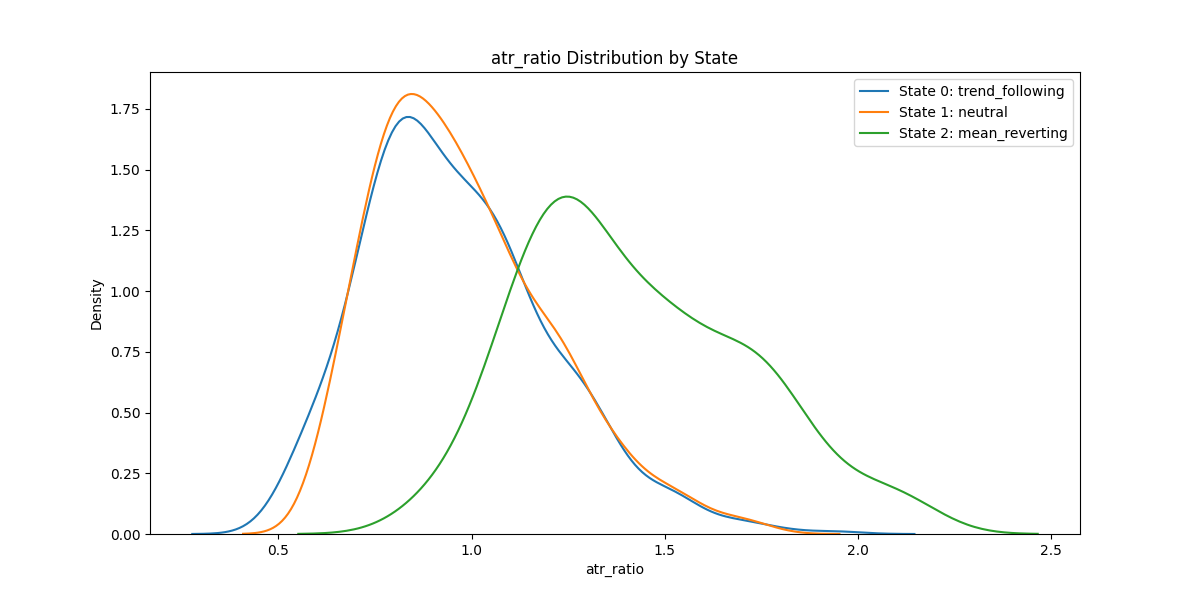 atr_ratio Distribution by State
State 0: trend_following
State 1: neutral
State 2: mean_reverting
Density
1.75
1.50
1.25
1.00
0.75
0.50
0.25
0.00
0.5 1.0 1.5 2.0 2.5
atr_ratio